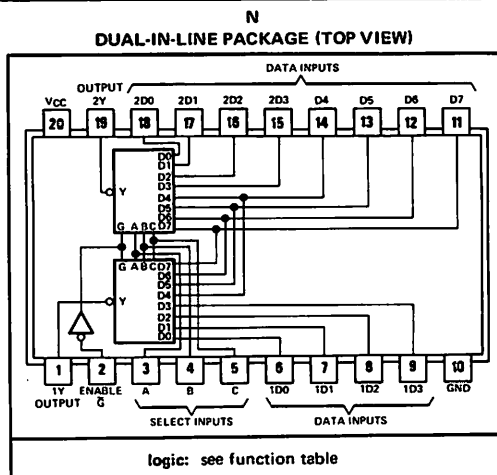 N
DUAL-IN-LINE PACKAGE (TOP VIEW)
DATA INPUTS
OUTPUT
VCC 2Y 2D0 2D1 2D2 2D3 D4 D5 D6 D7
20 19 18 17 16 15 14 13 12 11
D0
D1
D2
D3
D4
D5
D6
D7
Y
G A B C
G A B C
D7
D6
D5
D4
D3
D2
D1
D0
Y
1 2 3 4 5 6 7 8 9 10
1Y ENABLE A B C 1D0 1D1 1D2 1D3 GND
OUTPUT G̅
SELECT INPUTS DATA INPUTS
logic: see function table